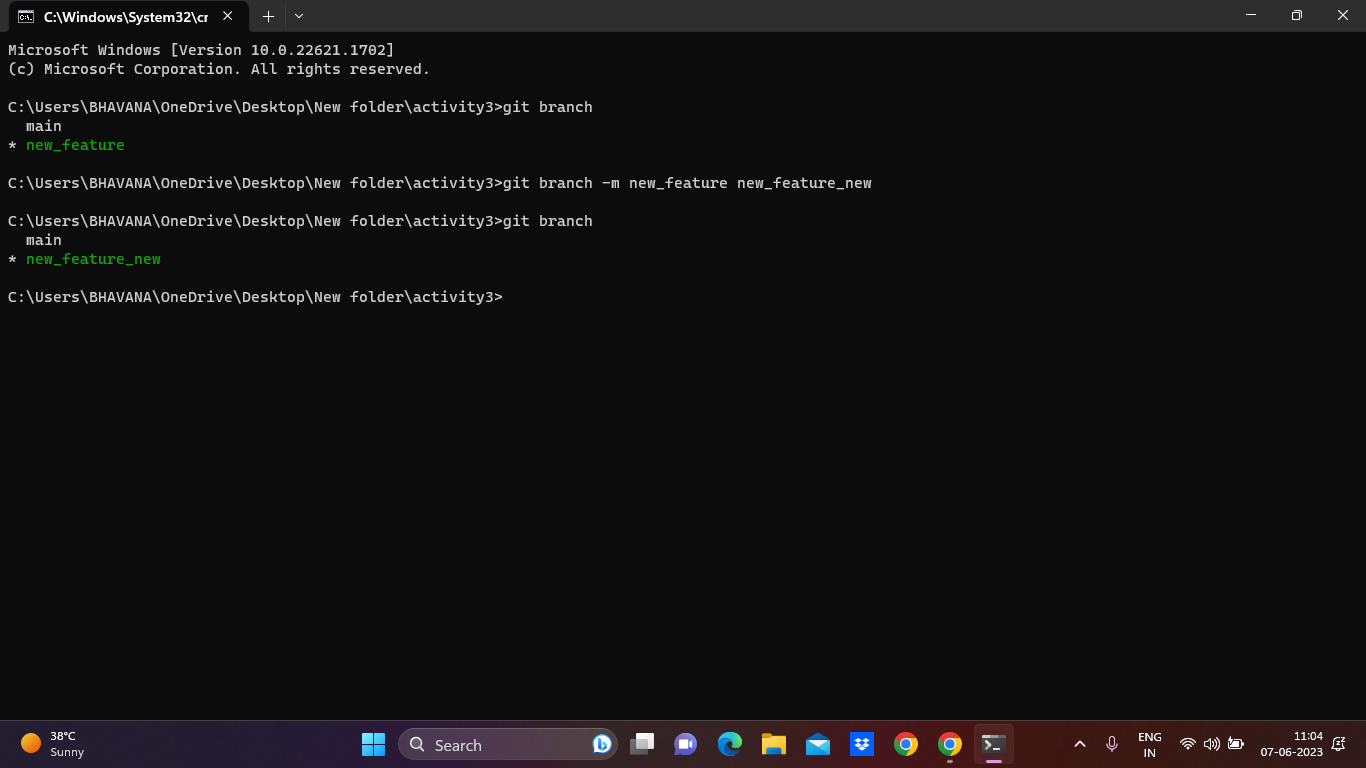 C:\Windows\System32\cr
Microsoft Windows [Version 10.0.22621.1702]
(c) Microsoft Corporation. All rights reserved.
C:\Users\BHAVANA\OneDrive\Desktop\New folder\activity3>git branch
  main
* new_feature
C:\Users\BHAVANA\OneDrive\Desktop\New folder\activity3>git branch -m new_feature new_feature_new
C:\Users\BHAVANA\OneDrive\Desktop\New folder\activity3>git branch
  main
* new_feature_new
C:\Users\BHAVANA\OneDrive\Desktop\New folder\activity3>
38°C
Sunny
Search
ENG
IN
11:04
07-06-2023